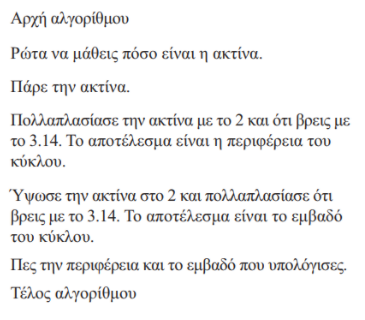 Αρχή αλγορίθμου
Ρώτα να μάθεις πόσο είναι η ακτίνα.
Πάρε την ακτίνα.
Πολλαπλασίασε την ακτίνα με το 2 και ότι βρεις με
το 3.14. Το αποτέλεσμα είναι η περιφέρεια του
κύκλου.
Ύψωσε την ακτίνα στο 2 και πολλαπλασίασε ότι
βρεις με το 3.14. Το αποτέλεσμα είναι το εμβαδό
του κύκλου.
Πες την περιφέρεια και το εμβαδό που υπολόγισες.
Τέλος αλγορίθμου